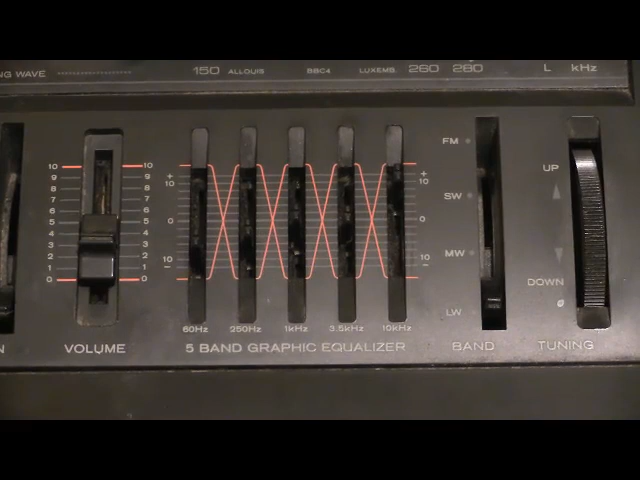 NG WAVE 150 ALLOUIS BBC4 LUXEMB. 260 280 L kHz
10 10
9 9
8 8
7 7
6 6
5 5
4 4
3 3
2 2
1 1
0 0
+ +
10 10
0 0
10 10
− −
60Hz 250Hz 1kHz 3.5kHz 10kHz
FM
SW
MW
LW
UP
DOWN
N VOLUME 5 BAND GRAPHIC EQUALIZER BAND TUNING